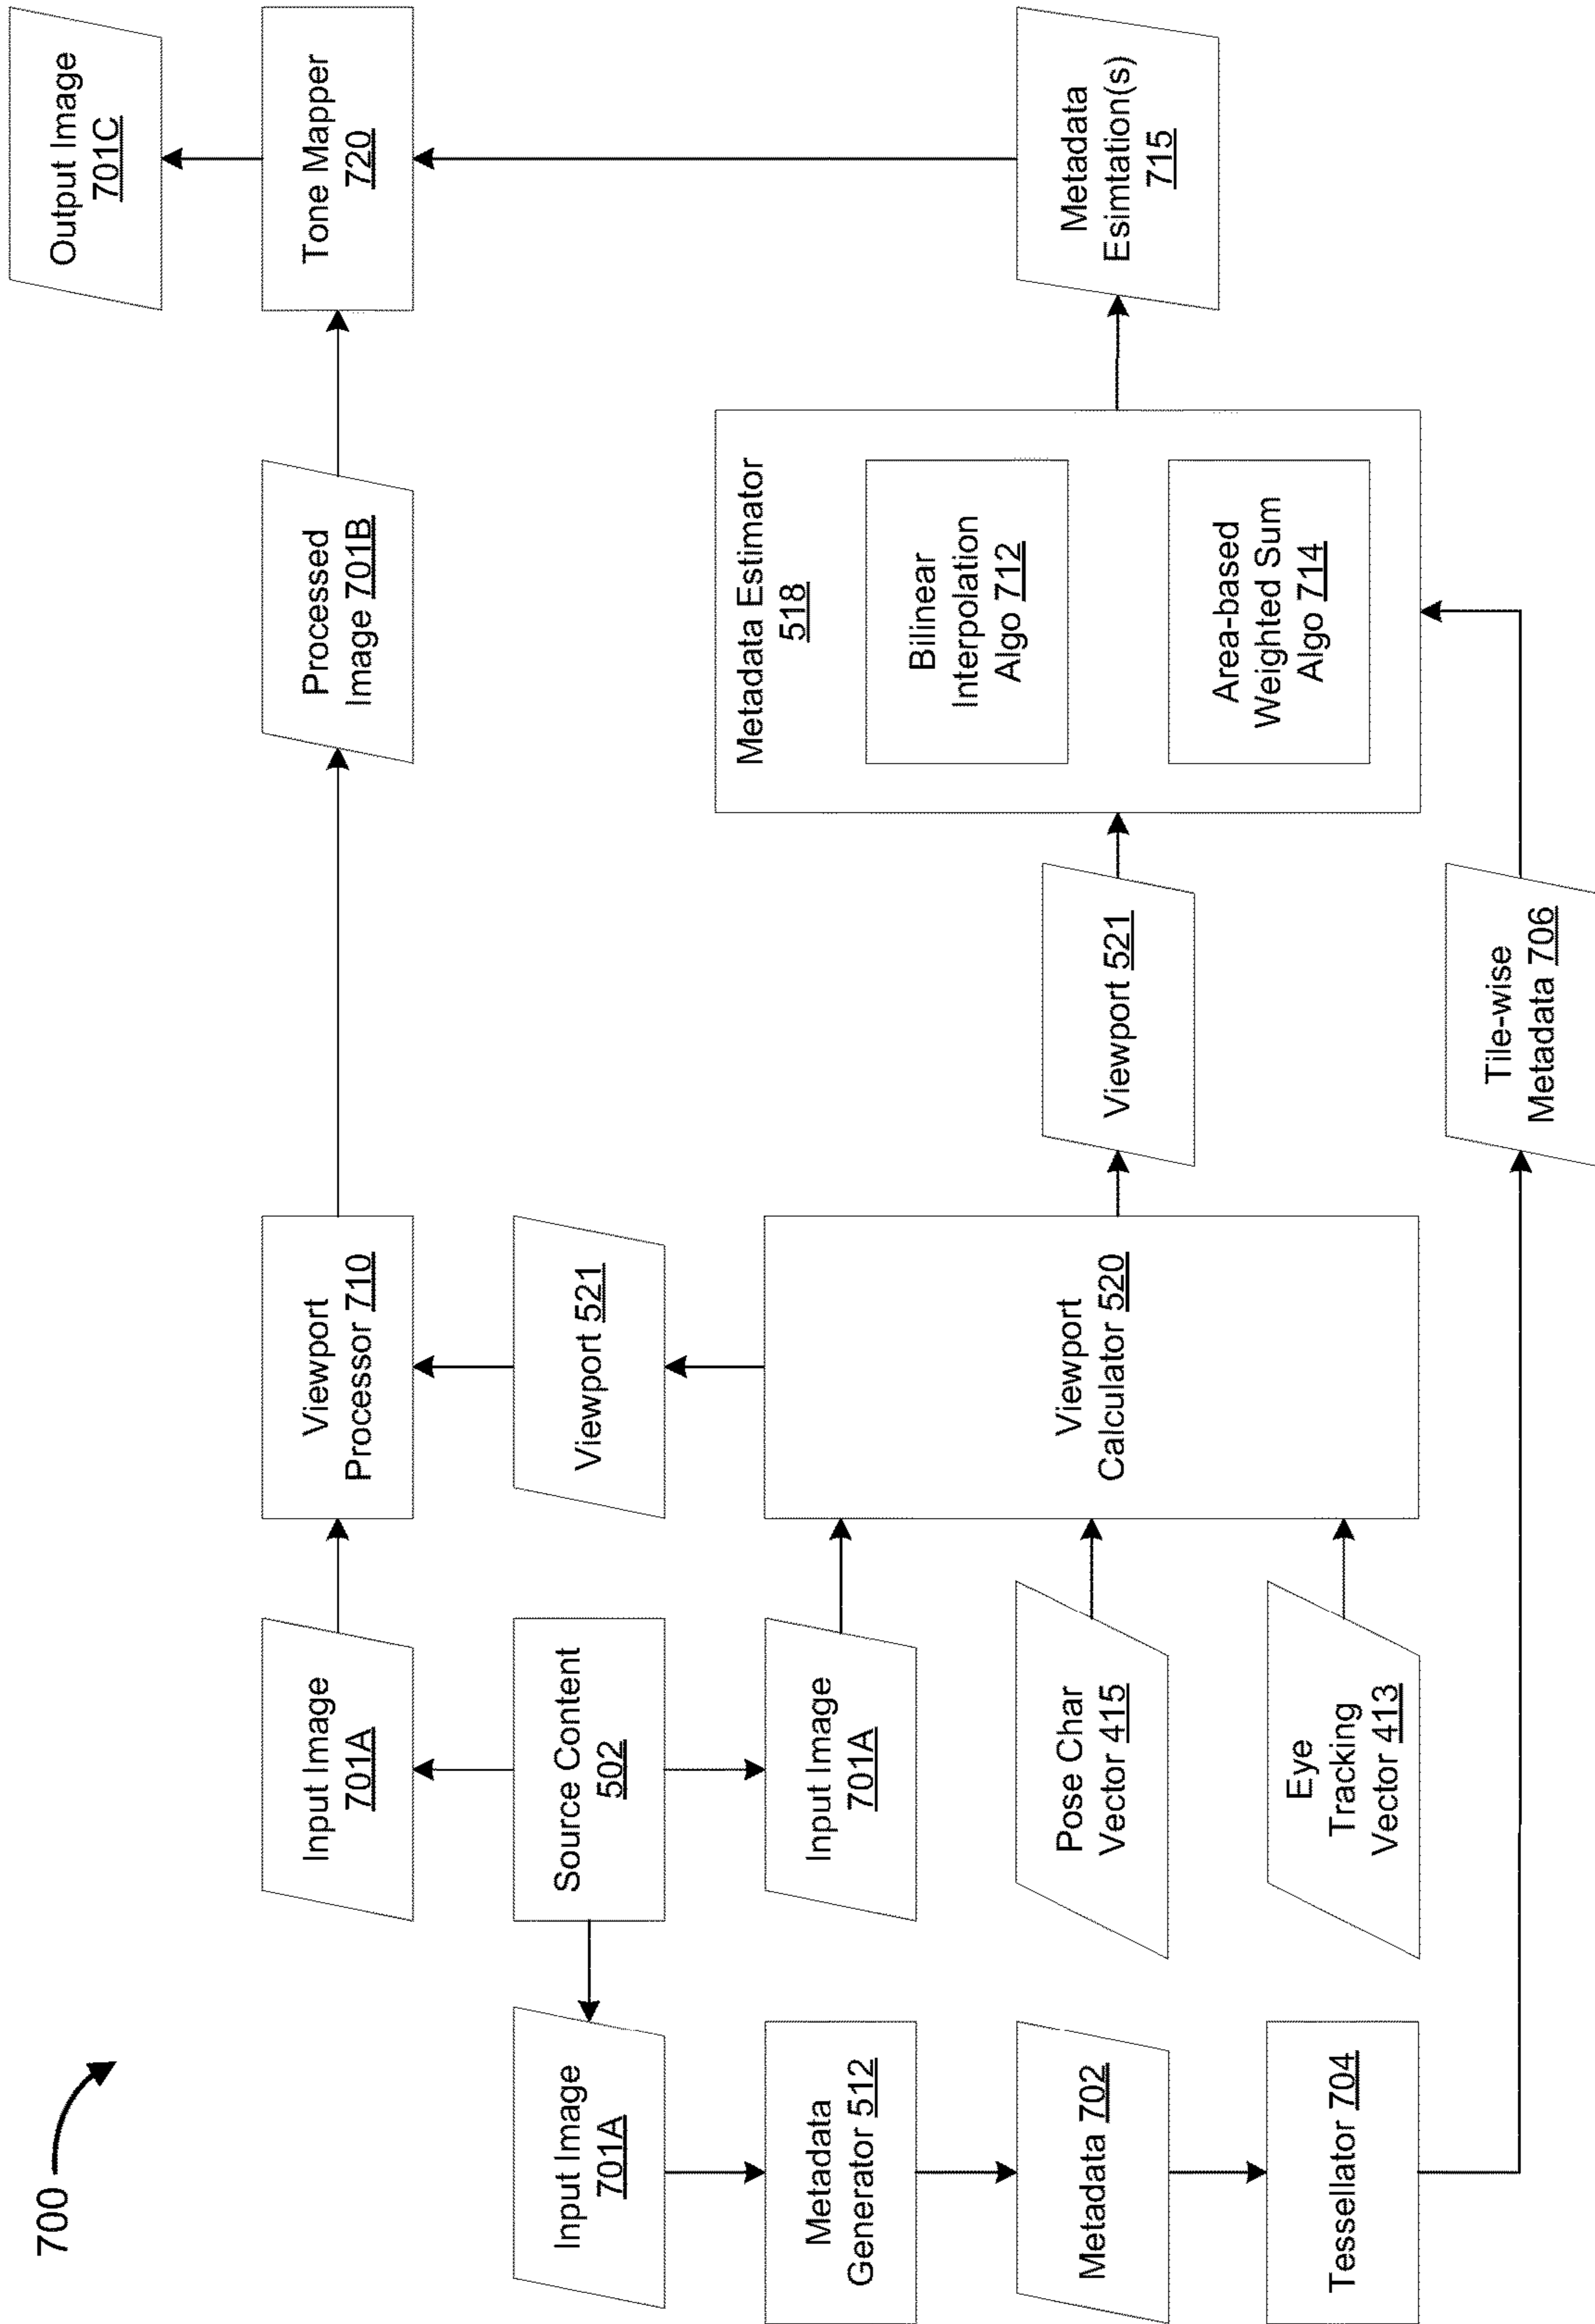 700
Input Image
701A
Metadata
Generator 512
Metadata 702
Tessellator 704
Input Image
701A
Source Content
502
Input Image
701A
Pose Char
Vector 415
Eye
Tracking
Vector 413
Viewport
Processor 710
Viewport 521
Viewport
Calculator 520
Viewport 521
Tile-wise
Metadata 706
Processed
Image 701B
Metadata Estimator
518
Bilinear
Interpolation
Algo 712
Area-based
Weighted Sum
Algo 714
Output Image
701C
Tone Mapper
720
Metadata
Esimtation(s)
715